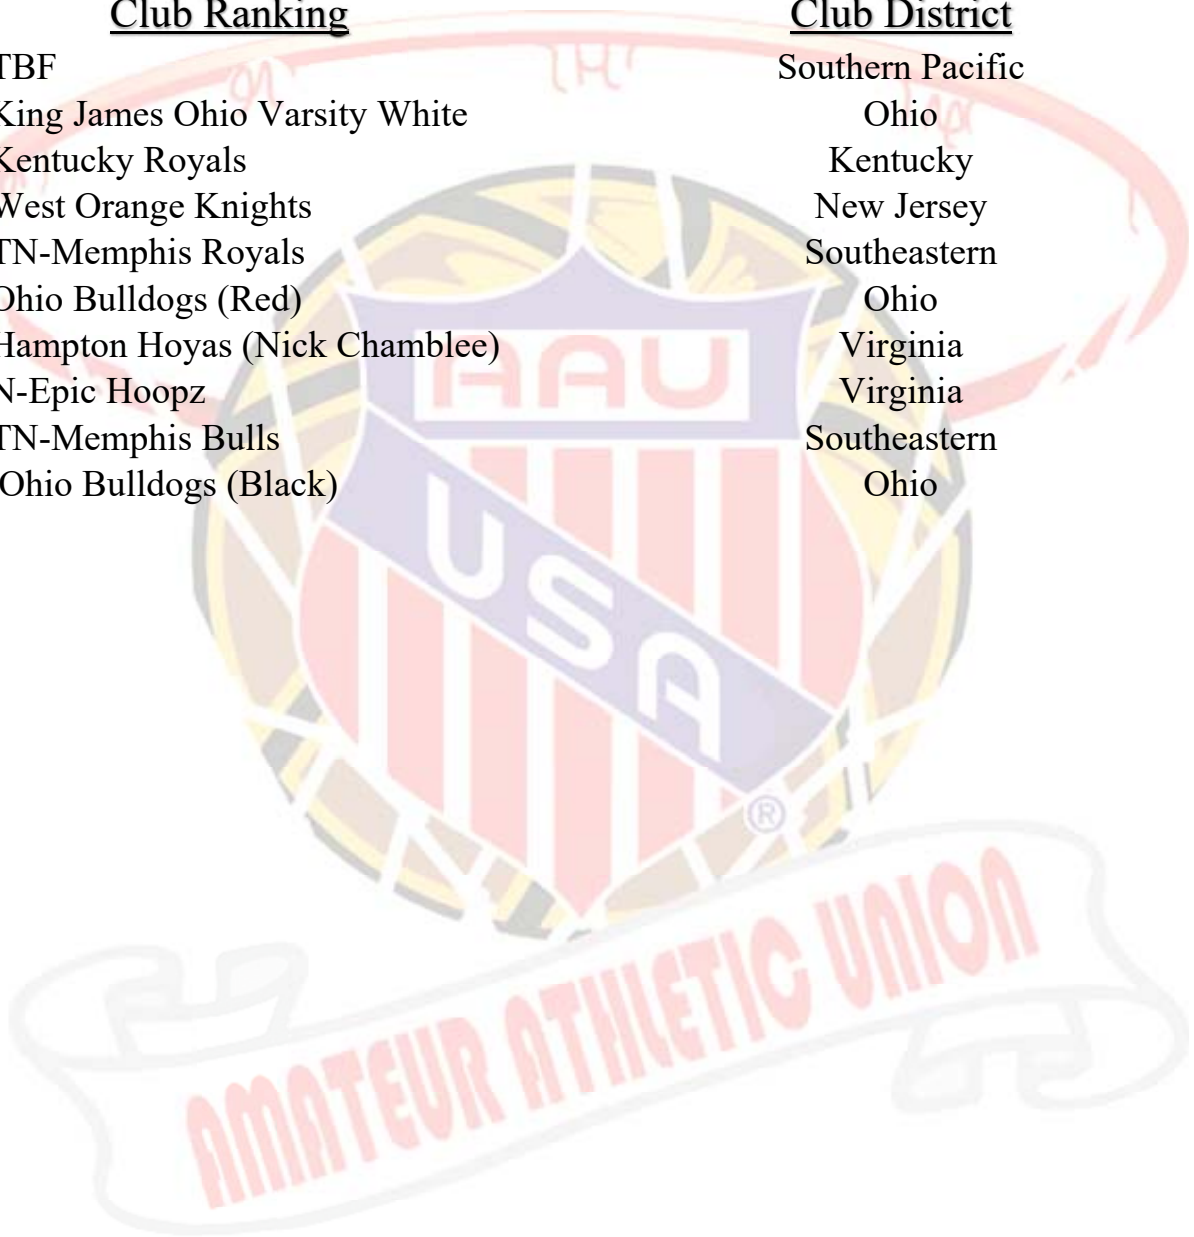 Club Ranking Club District
TBF Southern Pacific
King James Ohio Varsity White Ohio
Kentucky Royals Kentucky
West Orange Knights New Jersey
TN-Memphis Royals Southeastern
Ohio Bulldogs (Red) Ohio
Hampton Hoyas (Nick Chamblee) Virginia
N-Epic Hoopz Virginia
TN-Memphis Bulls Southeastern
Ohio Bulldogs (Black) Ohio
AAU
USA
®
AMATEUR ATHLETIC UNION